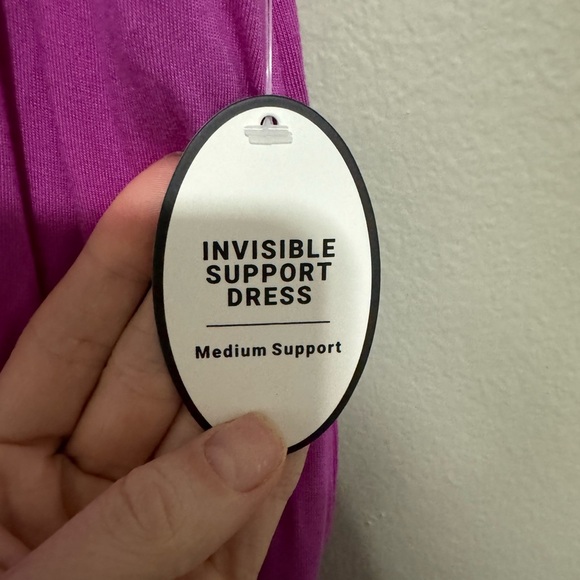 INVISIBLE
SUPPORT
DRESS
Medium Support